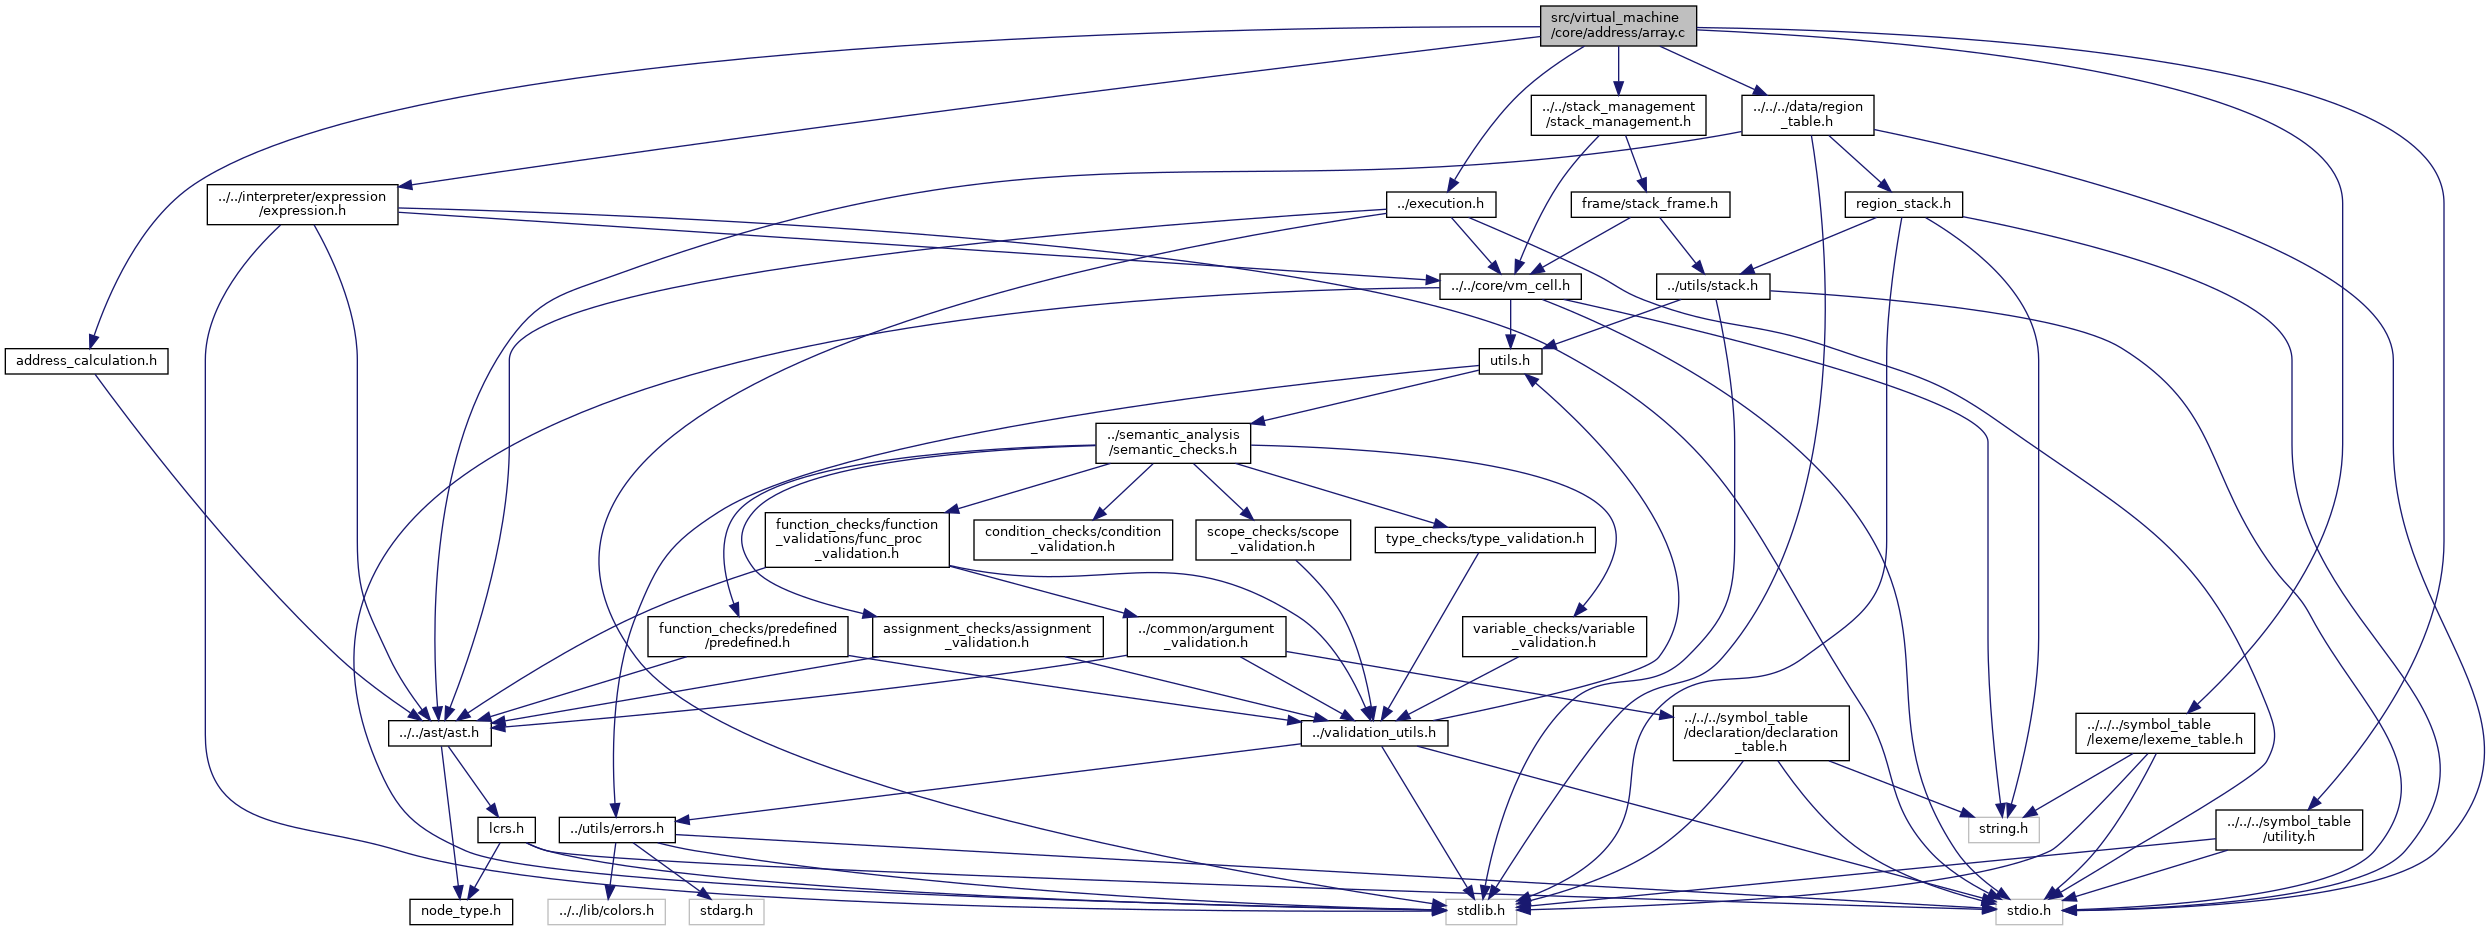 src/virtual_machine
/core/address/array.c
../../stack_management
/stack_management.h
../../../data/region
_table.h
../../interpreter/expression
/expression.h
../execution.h
frame/stack_frame.h
region_stack.h
../../core/vm_cell.h
../utils/stack.h
address_calculation.h
utils.h
../semantic_analysis
/semantic_checks.h
function_checks/function
_validations/func_proc
_validation.h
condition_checks/condition
_validation.h
scope_checks/scope
_validation.h
type_checks/type_validation.h
function_checks/predefined
/predefined.h
assignment_checks/assignment
_validation.h
../common/argument
_validation.h
variable_checks/variable
_validation.h
../../ast/ast.h
../validation_utils.h
../../../symbol_table
/declaration/declaration
_table.h
../../../symbol_table
/lexeme/lexeme_table.h
lcrs.h
../utils/errors.h
string.h
../../../symbol_table
/utility.h
node_type.h
../../lib/colors.h
stdarg.h
stdlib.h
stdio.h